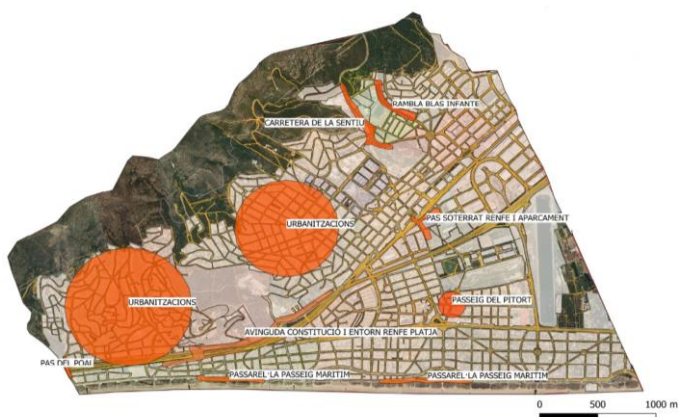 RAMBLA BLAS INFANTE
CARRETERA DE LA SENTIU
URBANITZACIONS
PAS SOTERRAT RENFE I APARCAMENT
URBANITZACIONS
PASSEIG DEL PITORT
AVINGUDA CONSTITUCIÓ I ENTORN RENFE PLATJA
PAS DEL POAL
PASSAREL·LA PASSEIG MARITIM
PASSAREL·LA PASSEIG MARITIM
0 500 1000 m